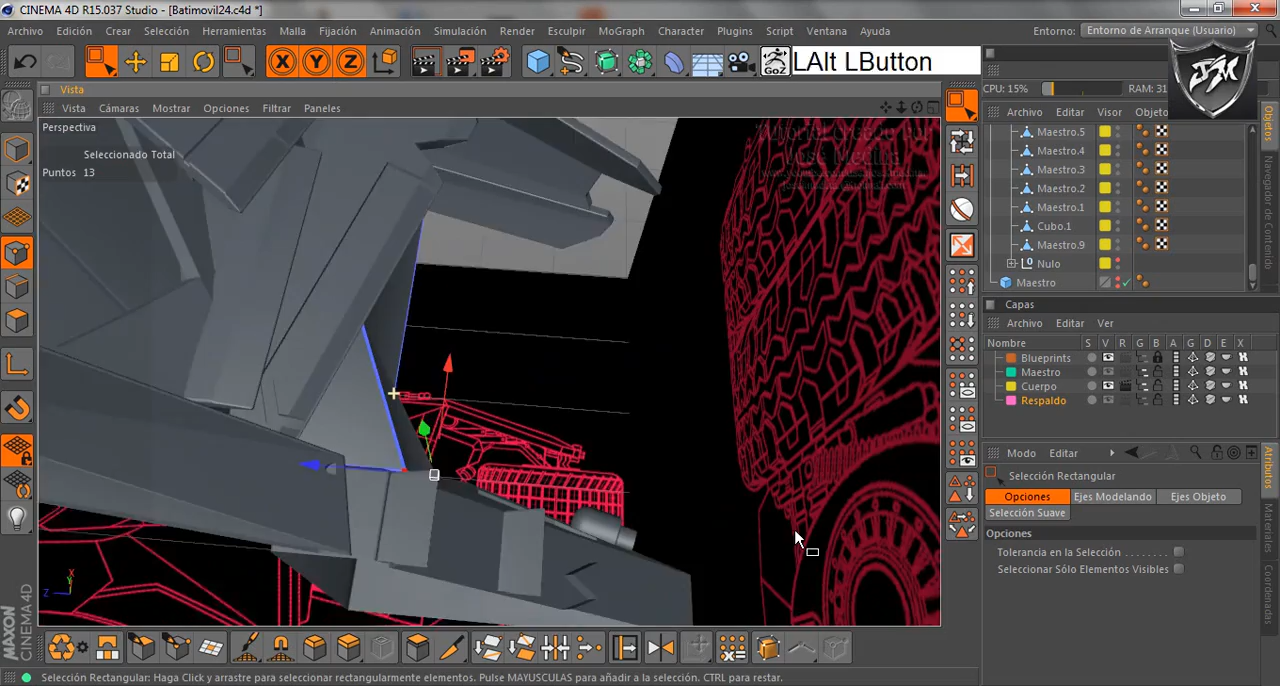 CINEMA 4D R15.037 Studio - [Batimovil24.c4d *]
Archivo Edición Crear Selección Herramientas Malla Fijación Animación Simulación Render Esculpir MoGraph Character Plugins Script Ventana Ayuda
Entorno: Entorno de Arranque (Usuario)
X Y Z
GoZ
LAlt LButton
JM
Vista
CPU: 15% RAM: 31
Vista Cámaras Mostrar Opciones Filtrar Paneles
Archivo Editar Visor Objeto
Perspectiva
Seleccionado Total
Puntos 13
Maestro.5
Maestro.4
Maestro.3
Maestro.2
Maestro.1
Cubo.1
Maestro.9
Nulo
Maestro
Objetos
Navegador de Contenido
Capas
Archivo Editar Ver
Nombre S V R G B A G D E X
Blueprints
Maestro
Cuerpo
Respaldo
Modo Editar
Selección Rectangular
Opciones Ejes Modelando Ejes Objeto
Selección Suave
Opciones
Tolerancia en la Selección
Seleccionar Sólo Elementos Visibles
Atributos
Materiales
Coordenadas
X
Y
Z
MAXON
CINEMA 4D
Selección Rectangular: Haga Click y arrastre para seleccionar rectangularmente elementos. Pulse MAYUSCULAS para añadir a la selección. CTRL para restar.